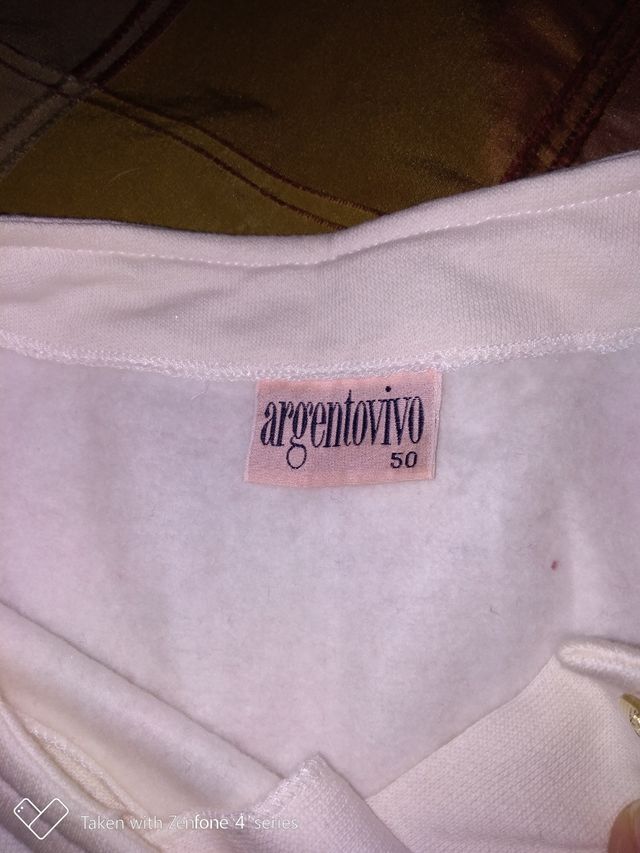 argentovivo
50
Taken with Zenfone 4 series